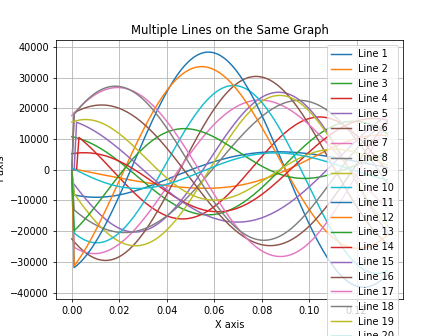 Multiple Lines on the Same Graph
40000
30000
20000
10000
0
−10000
−20000
−30000
−40000
0.00
0.02
0.04
0.06
0.08
0.10
X axis
Line 1
Line 2
Line 3
Line 4
Line 5
Line 6
Line 7
Line 8
Line 9
Line 10
Line 11
Line 12
Line 13
Line 14
Line 15
Line 16
Line 17
Line 18
Line 19
Line 20